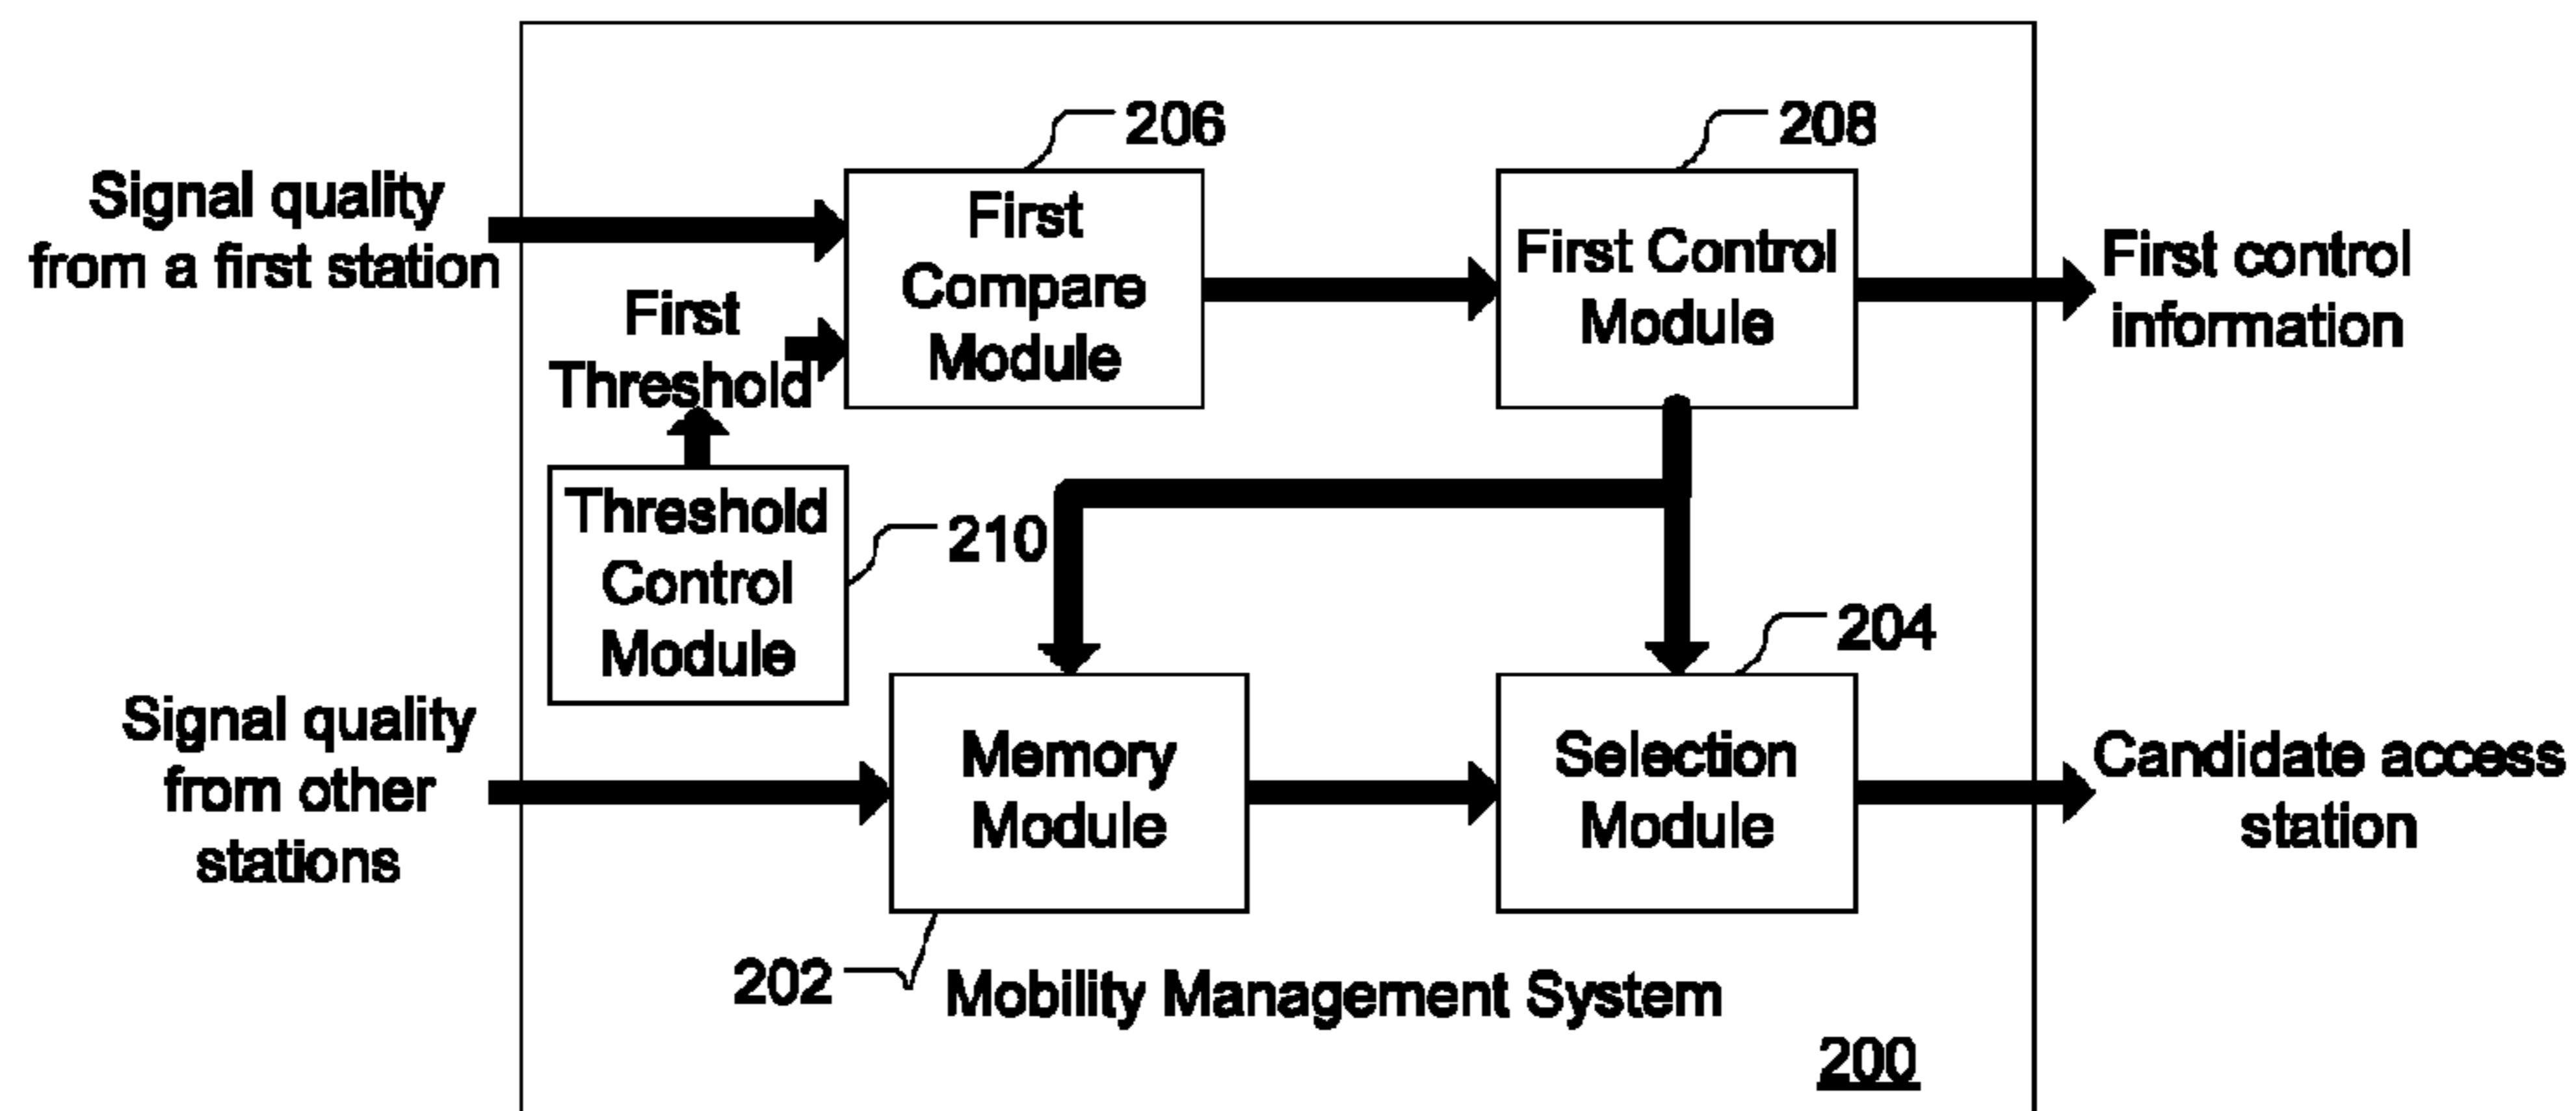 206
208
Signal quality
from a first station
First
Compare
Module
First Control
Module
First control
information
First
Threshold
Threshold
Control
Module
210
204
Signal quality
from other
stations
Memory
Module
Selection
Module
Candidate access
station
202
Mobility Management System
200